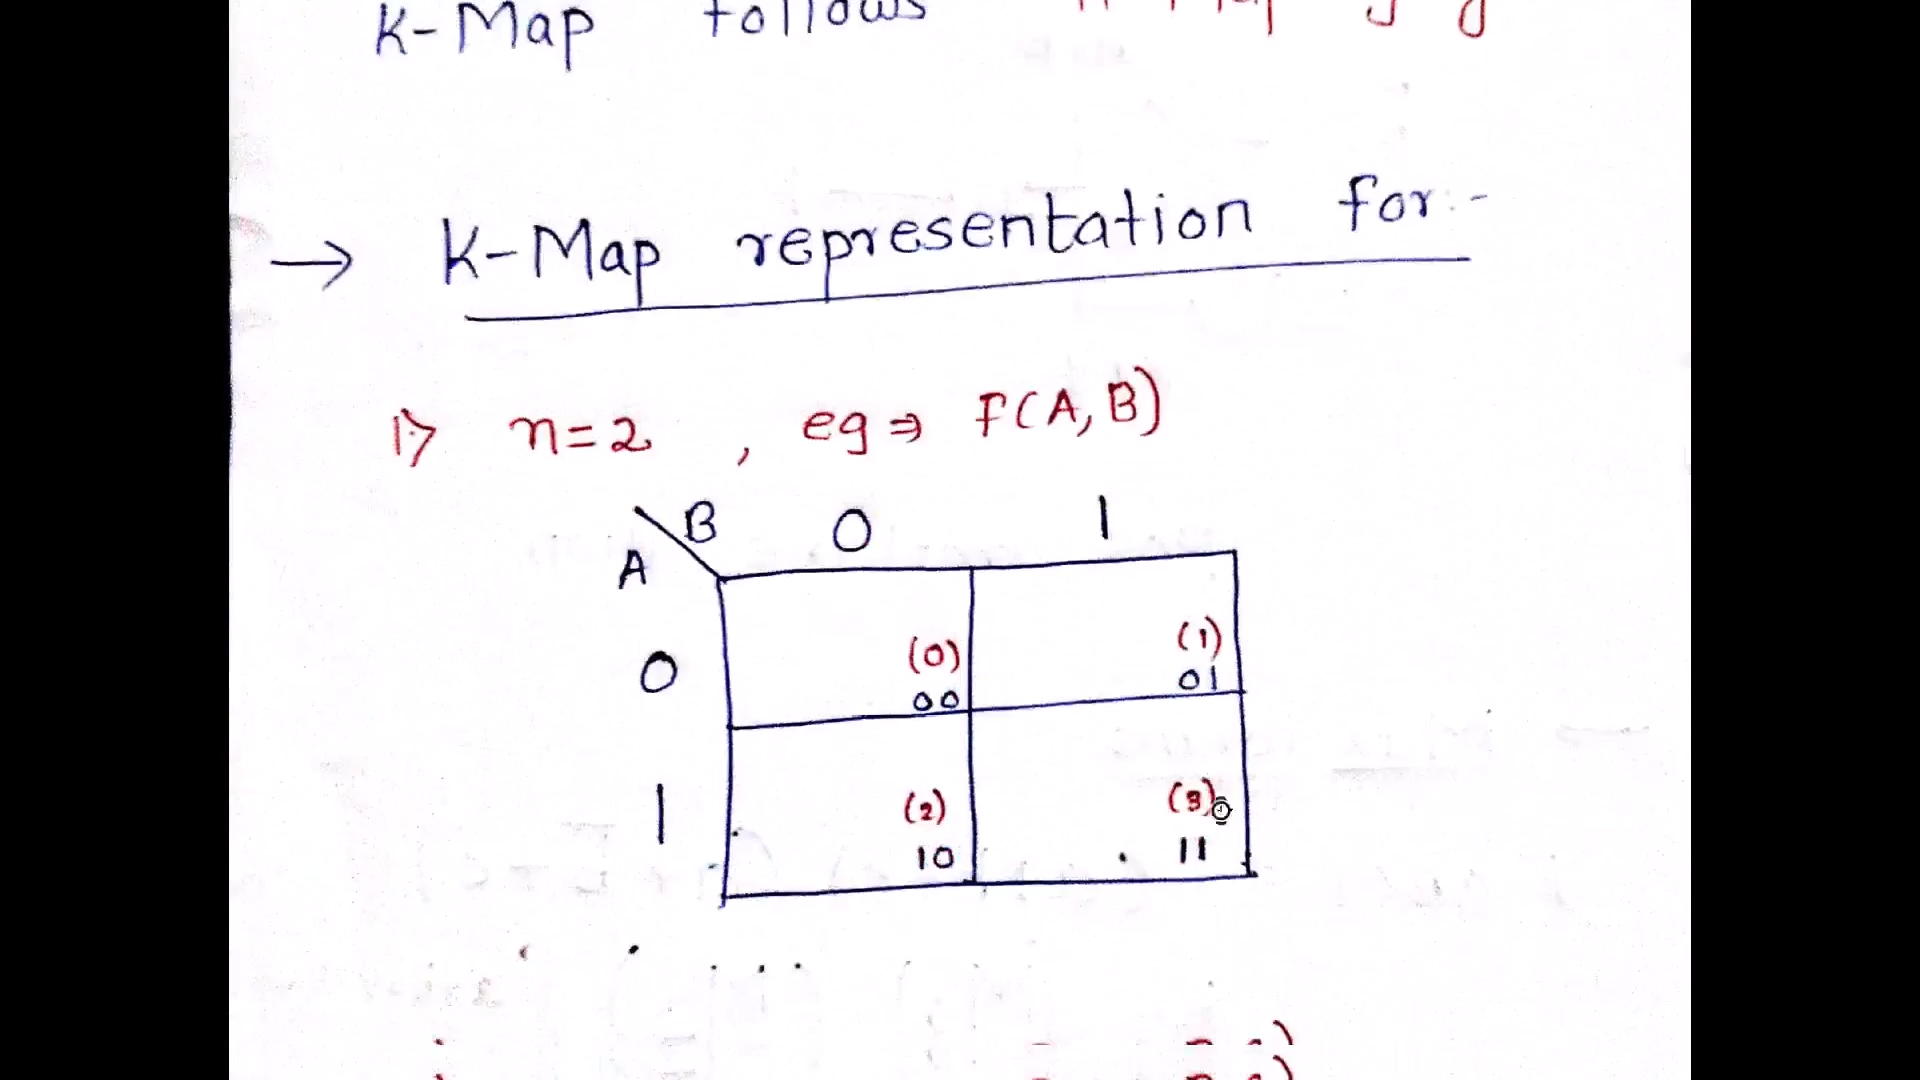 K-Map follows
→ K-Map representation for:-
1> n=2 , eg ⇒ F(A,B)
B 0 1
A
0 (0) 00 (1) 01
1 (2) 10 (3) 11